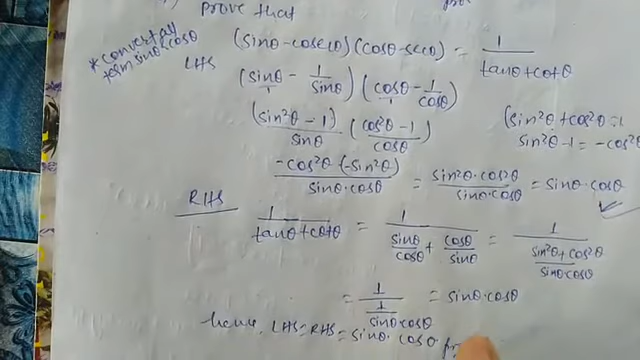 prove that
(sinθ-cosecθ)(cosθ-secθ) = 1/(tanθ+cotθ)
*convert all
term sinθ & cosθ
LHS
(sinθ/1 - 1/sinθ)(cosθ/1 - 1/cosθ)
(sin²θ-1)/sinθ (cos²θ-1)/cosθ
(sin²θ+cos²θ=1
sin²θ-1=-cos²θ
-cos²θ(-sin²θ)/sinθ·cosθ = sin²θ·cos²θ/sinθ·cosθ = sinθ·cosθ
RHS
1/(tanθ+cotθ) = 1/(sinθ/cosθ + cosθ/sinθ) = 1/((sin²θ+cos²θ)/sinθ·cosθ)
= 1/(1/sinθ·cosθ) = sinθ·cosθ
hence, LHS=RHS= sinθ·cosθ